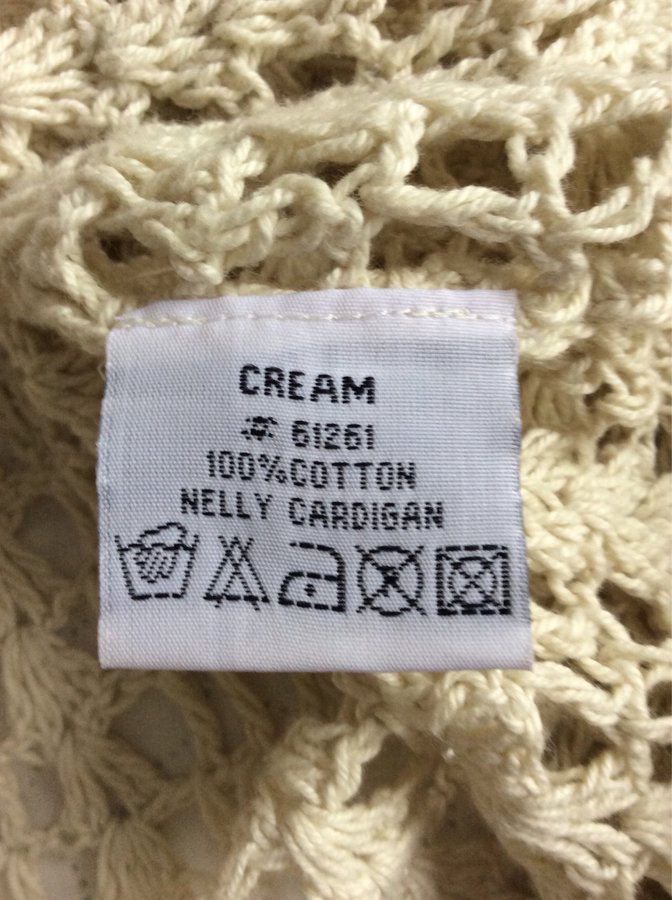 CREAM
# 61261
100%COTTON
NELLY CARDIGAN